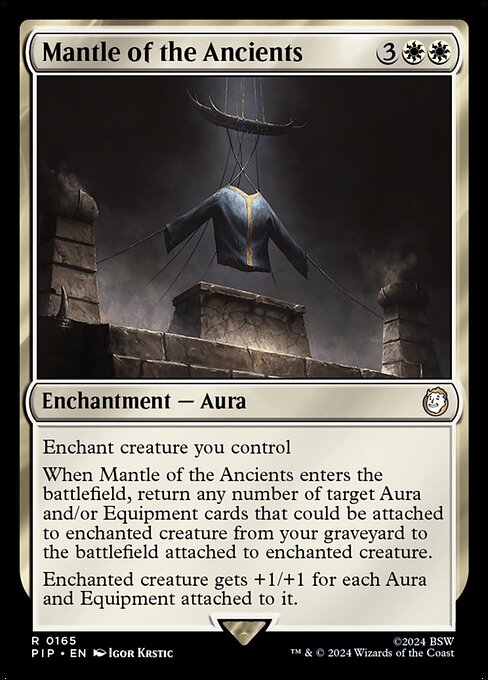 Mantle of the Ancients 3
Enchantment — Aura
Enchant creature you control
When Mantle of the Ancients enters the
battlefield, return any number of target Aura
and/or Equipment cards that could be attached
to enchanted creature from your graveyard to
the battlefield attached to enchanted creature.
Enchanted creature gets +1/+1 for each Aura
and Equipment attached to it.
R 0165 ©2024 BSW
PIP • EN Igor Krstic ™ & © 2024 Wizards of the Coast